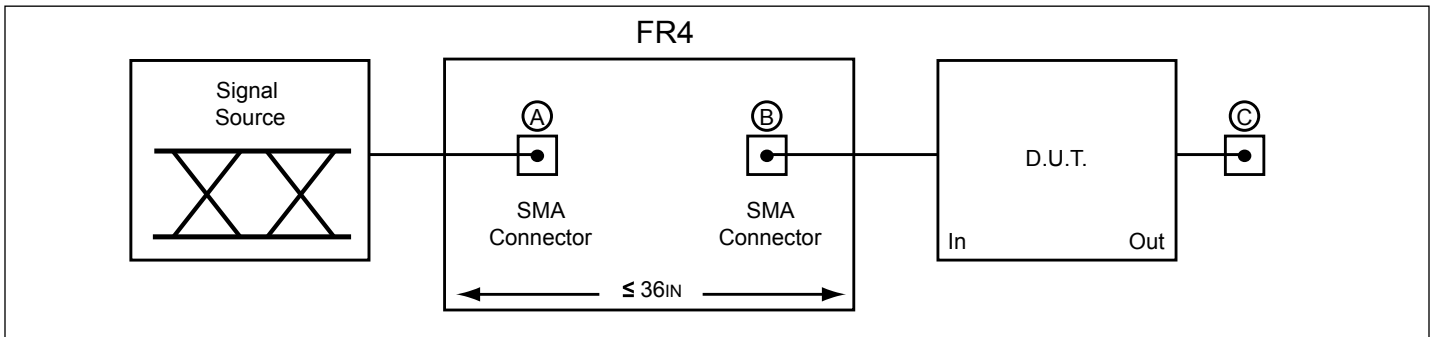 FR4
Signal
Source
A
B
C
D.U.T.
SMA
Connector
SMA
Connector
In
Out
≤ 36IN